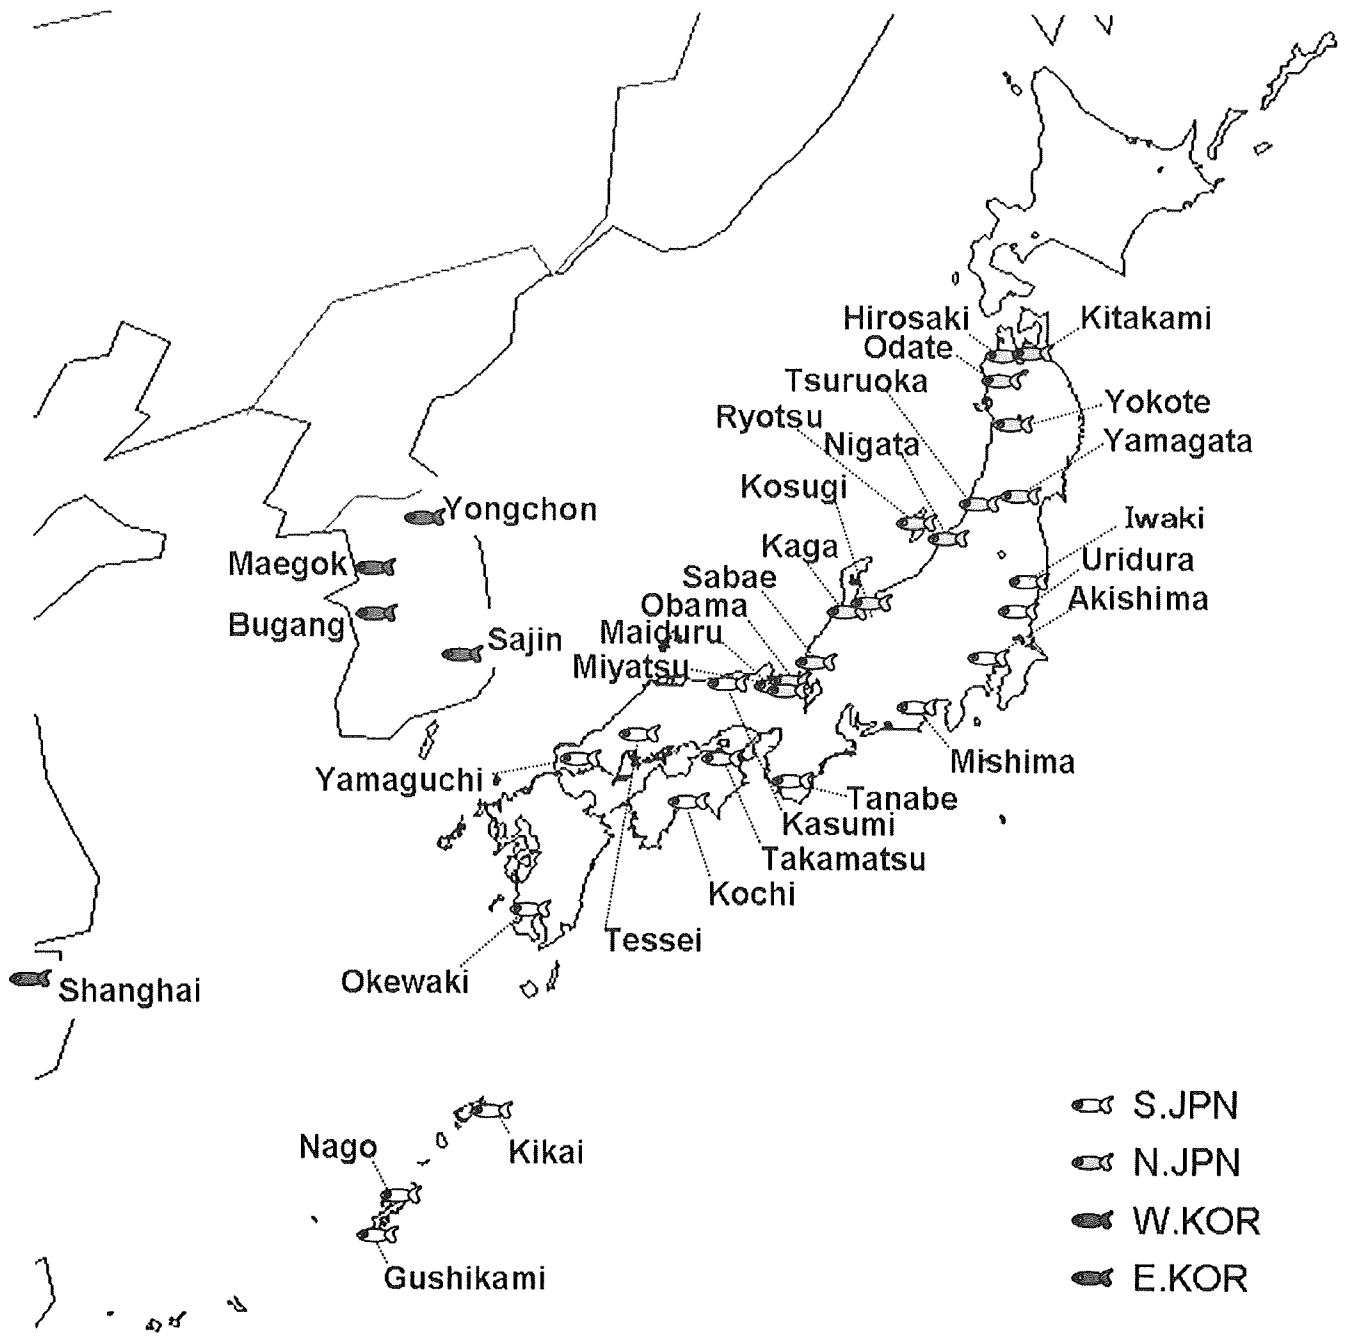 Hirosaki
Kitakami
Odate
Tsuruoka
Yokote
Ryotsu
Nigata
Yamagata
Kosugi
Yongchon
Iwaki
Kaga
Maegok
Uridura
Sabae
Obama
Akishima
Bugang
Maiduru
Sajin
Miyatsu
Mishima
Yamaguchi
Tanabe
Kasumi
Takamatsu
Kochi
Tessei
Okewaki
Shanghai
S.JPN
Nago
Kikai
N.JPN
W.KOR
Gushikami
E.KOR